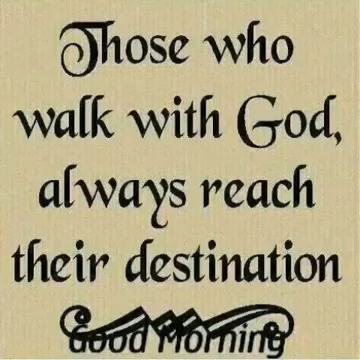 Those who
walk with God,
always reach
their destination
Good Morning